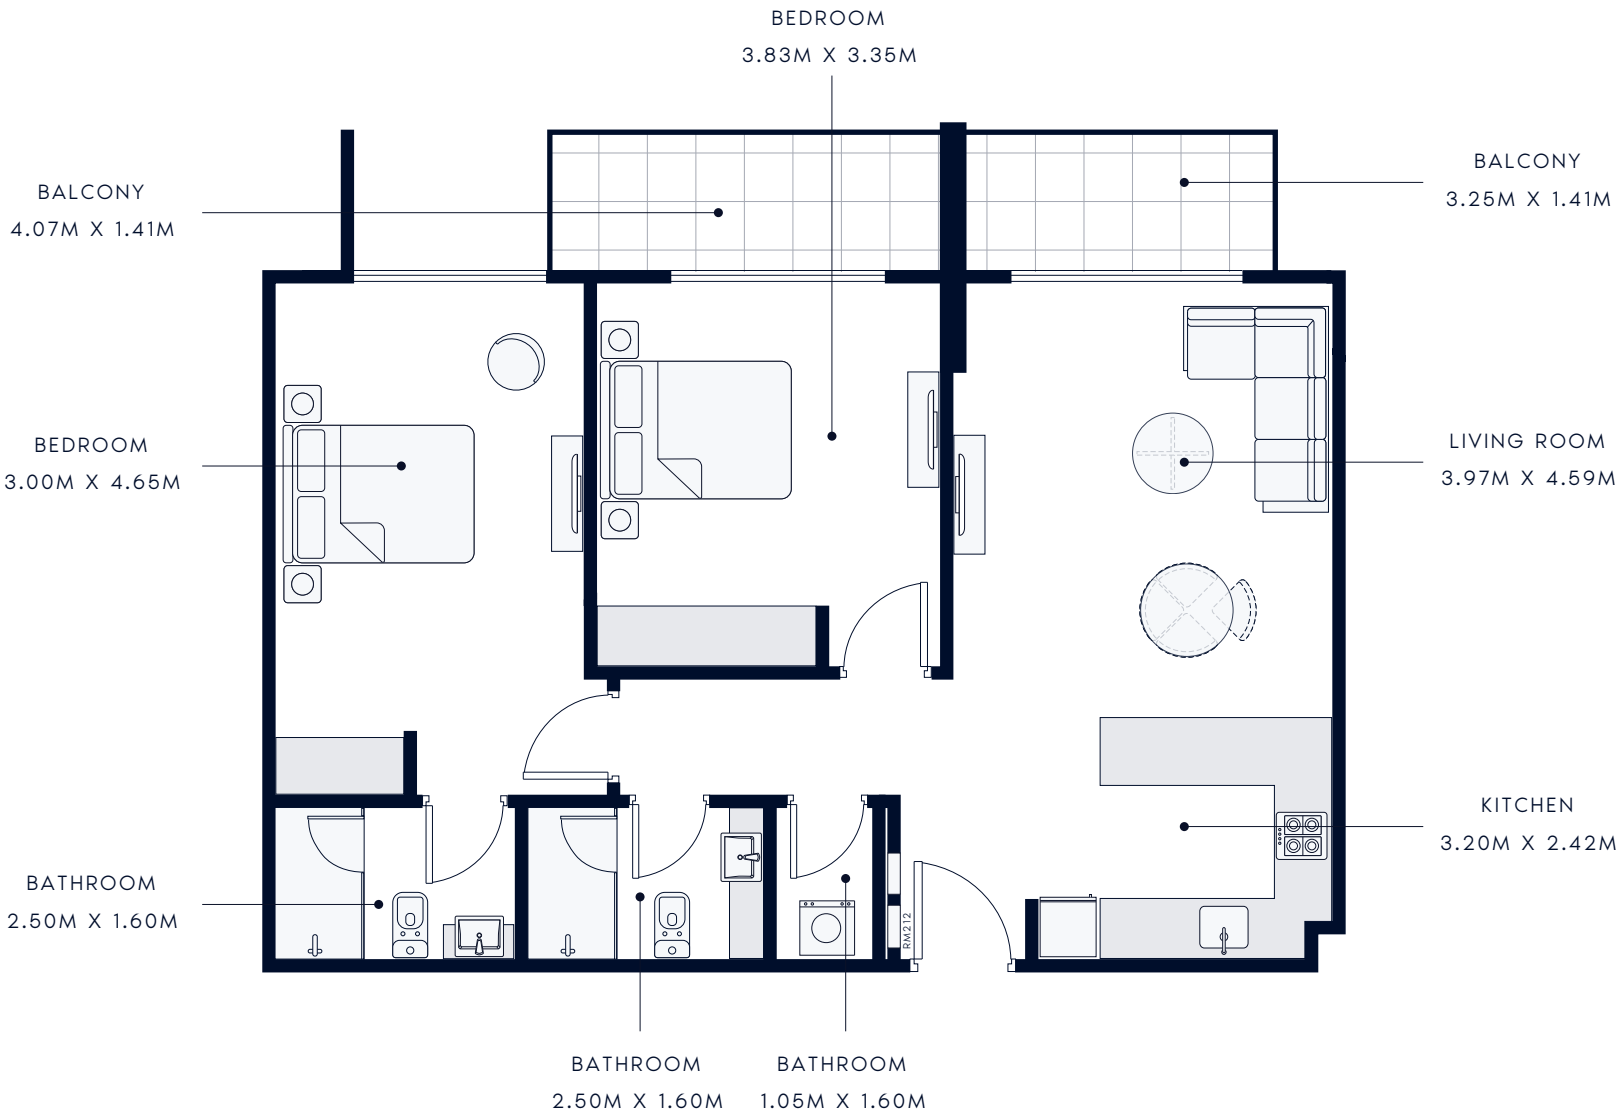 BEDROOM
3.83M X 3.35M
BALCONY
4.07M X 1.41M
BALCONY
3.25M X 1.41M
BEDROOM
3.00M X 4.65M
LIVING ROOM
3.97M X 4.59M
KITCHEN
3.20M X 2.42M
BATHROOM
2.50M X 1.60M
RM212
BATHROOM
2.50M X 1.60M
BATHROOM
1.05M X 1.60M